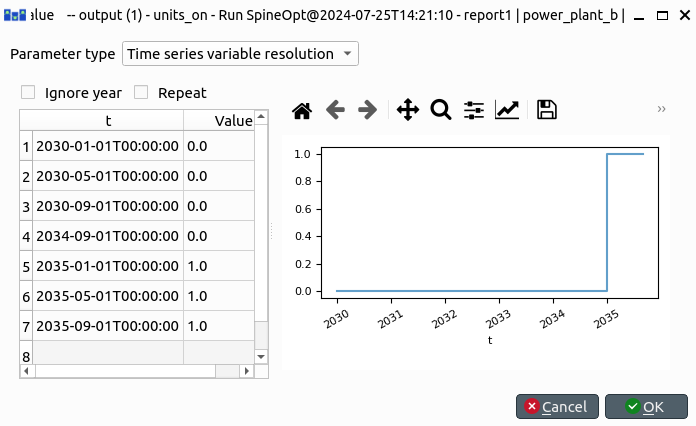 alue -- output (1) - units_on - Run SpineOpt@2024-07-25T14:21:10 - report1 | power_plant_b |
Parameter type Time series variable resolution
Ignore year Repeat
t Value
1 2030-01-01T00:00:00 0.0
2 2030-05-01T00:00:00 0.0
3 2030-09-01T00:00:00 0.0
4 2034-09-01T00:00:00 0.0
5 2035-01-01T00:00:00 1.0
6 2035-05-01T00:00:00 1.0
7 2035-09-01T00:00:00 1.0
8
»
1.0
0.8
0.6
0.4
0.2
0.0
2030 2031 2032 2033 2034 2035
t
Cancel OK